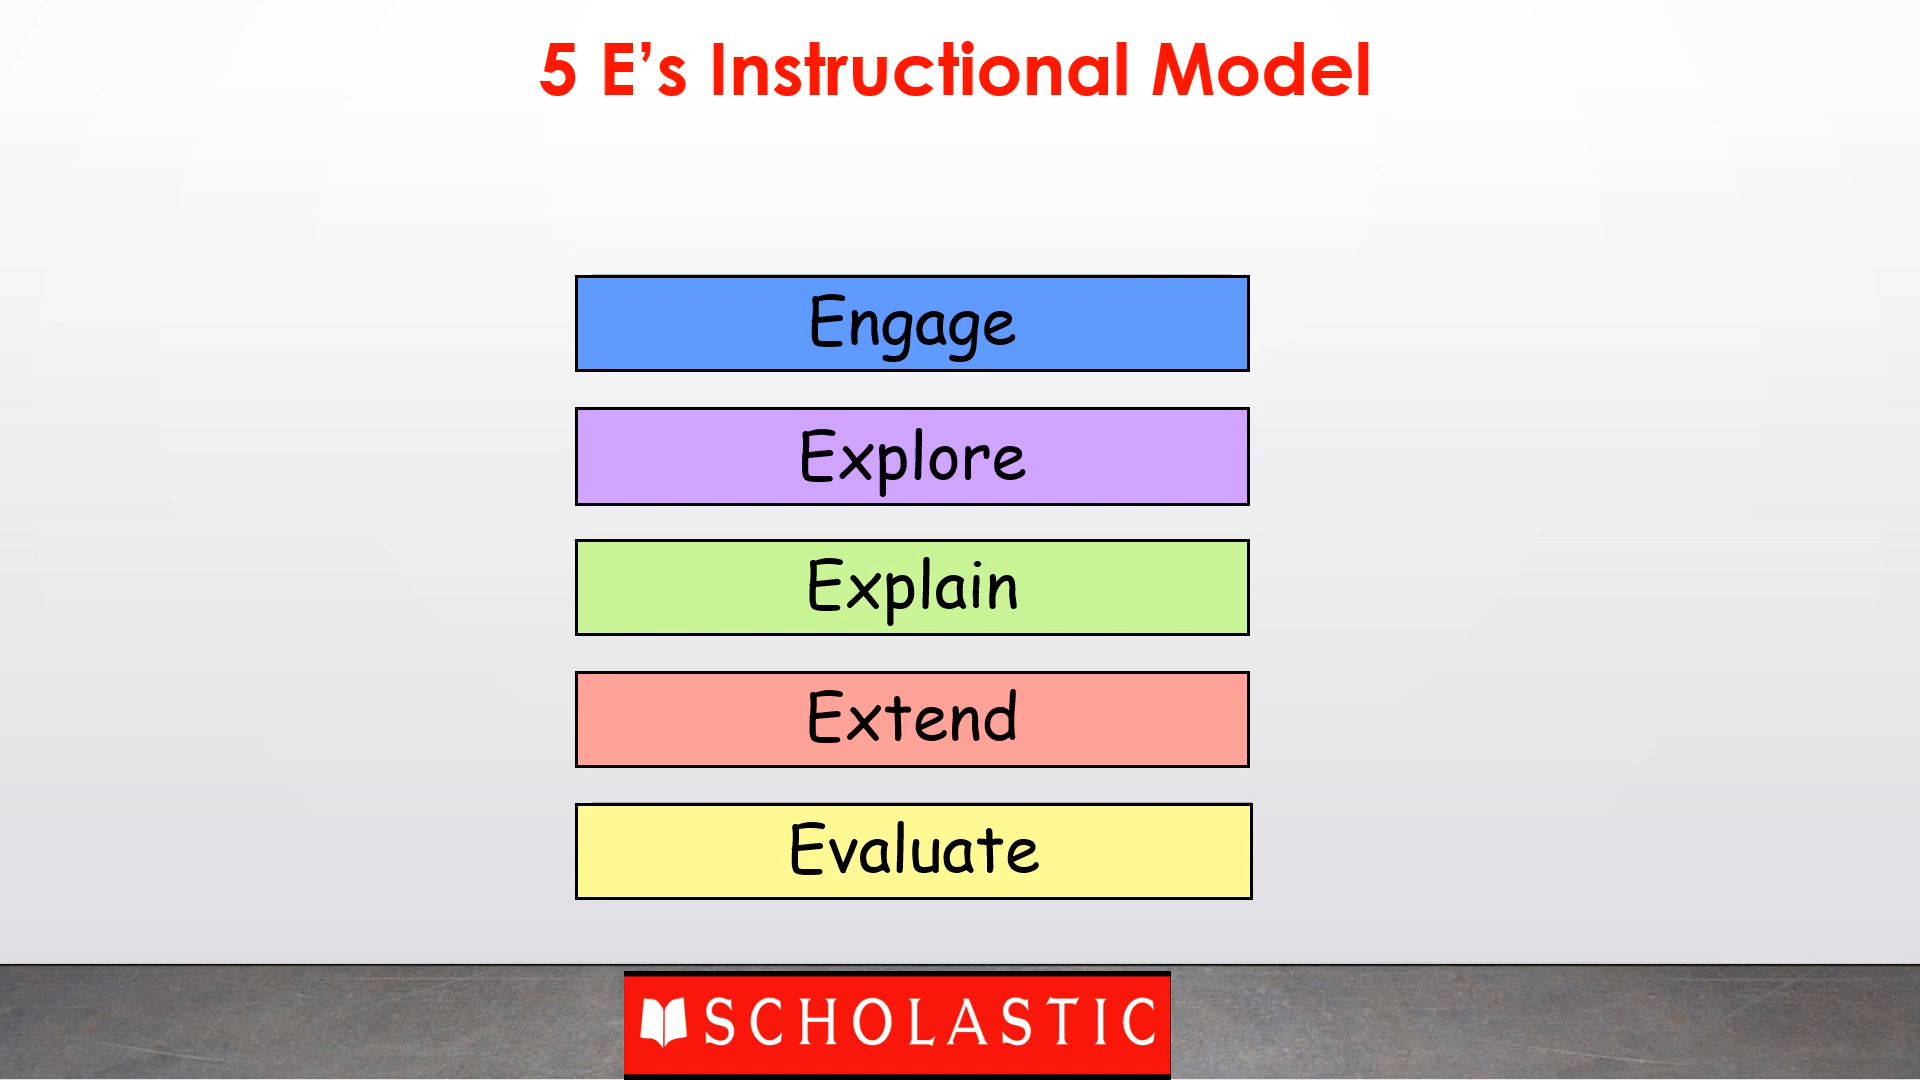 5 E’s Instructional Model
Engage
Explore
Explain
Extend
Evaluate
SCHOLASTIC